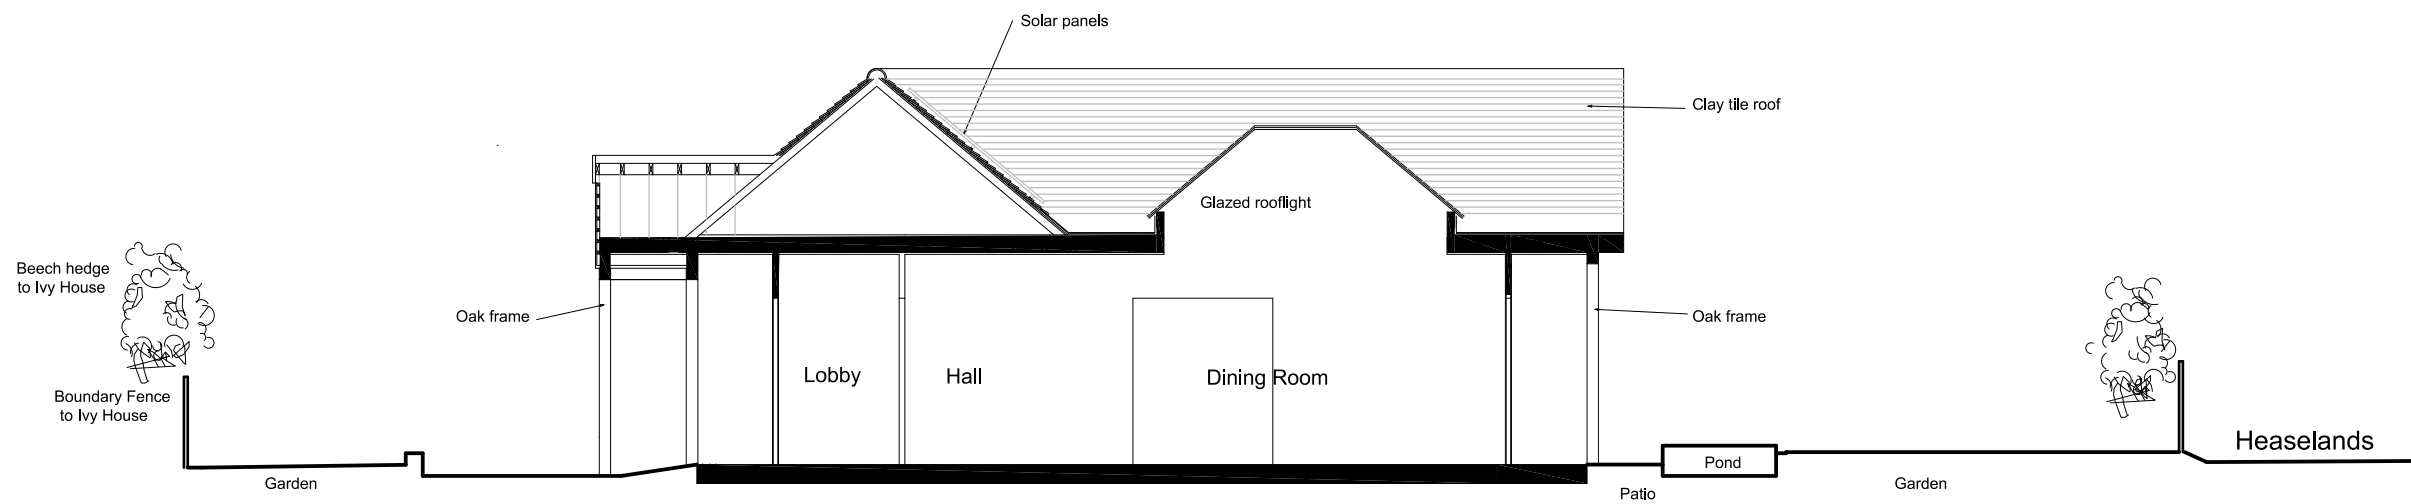 Solar panels
Clay tile roof
Glazed rooflight
Beech hedge
to Ivy House
Oak frame
Oak frame
Lobby
Hall
Dining Room
Boundary Fence
to Ivy House
Heaselands
Pond
Garden
Patio
Garden